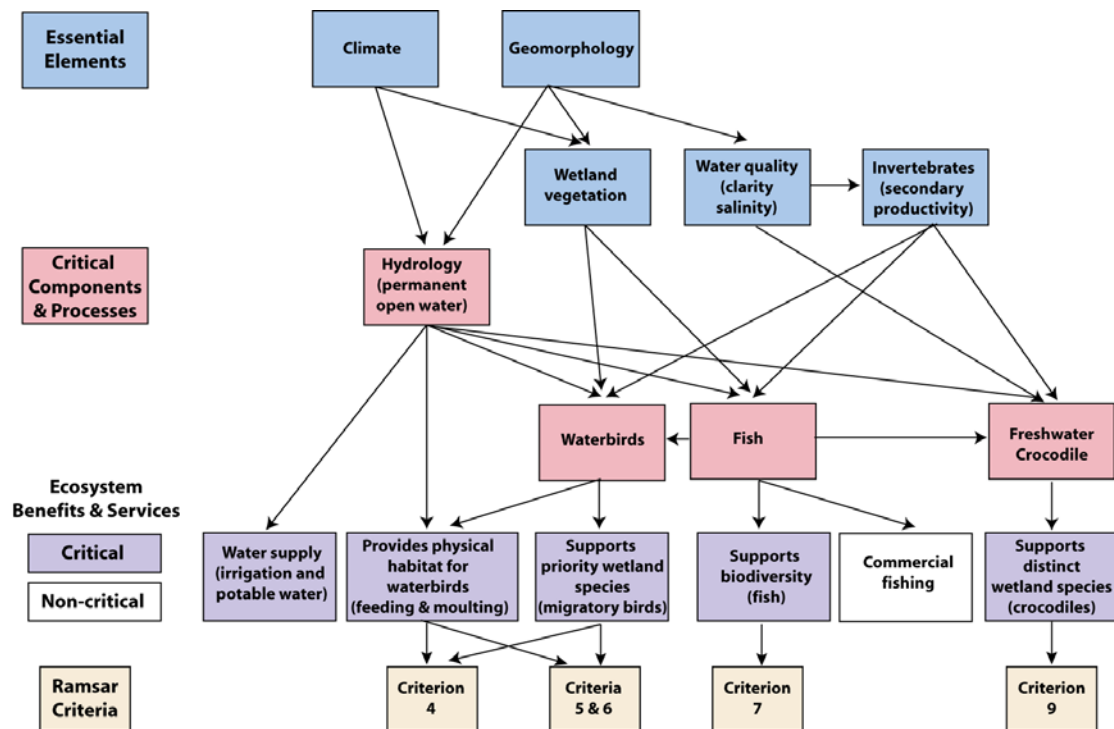 Essential
Elements
Climate
Geomorphology
Wetland
vegetation
Water quality
(clarity
salinity)
Invertebrates
(secondary
productivity)
Critical
Components
& Processes
Hydrology
(permanent
open water)
Waterbirds
Fish
Freshwater
Crocodile
Ecosystem
Benefits & Services
Critical
Non-critical
Water supply
(irrigation and
potable water)
Provides physical
habitat for
waterbirds
(feeding & moulting)
Supports
priority wetland
species
(migratory birds)
Supports
biodiversity
(fish)
Commercial
fishing
Supports
distinct
wetland species
(crocodiles)
Ramsar
Criteria
Criterion
4
Criteria
5 & 6
Criterion
7
Criterion
9